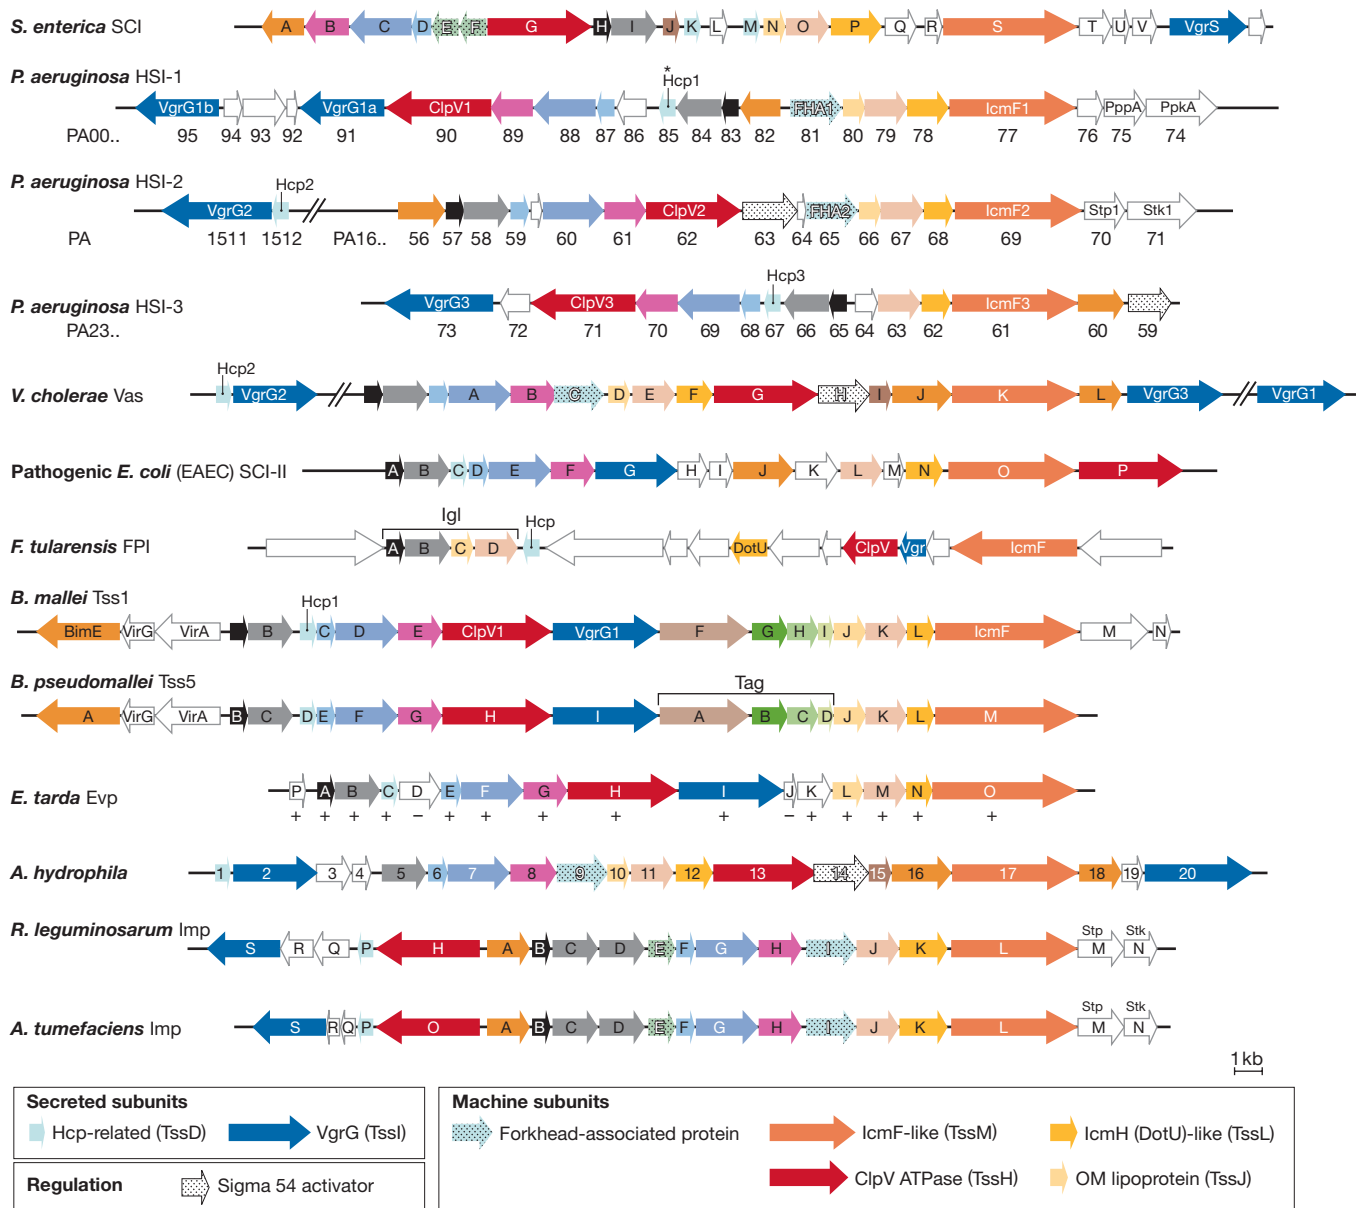 S. enterica SCI
A B C D E F G H I J K L M N O P Q R S T U V VgrS
P. aeruginosa HSI-1
* Hcp1
VgrG1b VgrG1a ClpV1 FHA1 IcmF1 PppA PpkA
PA00.. 95 94 93 92 91 90 89 88 87 86 85 84 83 82 81 80 79 78 77 76 75 74
P. aeruginosa HSI-2
Hcp2
VgrG2 ClpV2 FHA2 IcmF2 Stp1 Stk1
PA 1511 1512 PA16.. 56 57 58 59 60 61 62 63 64 65 66 67 68 69 70 71
Hcp3
P. aeruginosa HSI-3
VgrG3 ClpV3 IcmF3
PA23.. 73 72 71 70 69 68 67 66 65 64 63 62 61 60 59
Hcp2
V. cholerae Vas
VgrG2 A B C D E F G H I J K L VgrG3 VgrG1
Pathogenic E. coli (EAEC) SCI-II
A B C D E F G H I J K L M N O P
Igl Hcp
F. tularensis FPI
A B C D DotU ClpV Vgr IcmF
B. mallei Tss1
Hcp1
BimE VirG VirA B C D E ClpV1 VgrG1 F G H I J K L IcmF M N
B. pseudomallei Tss5
Tag
A VirG VirA B C D E F G H I A B C D J K L M
E. tarda Evp
P A B C D E F G H I J K L M N O
+ + + + – + + + + + – + + + + +
A. hydrophila
1 2 3 4 5 6 7 8 9 10 11 12 13 14 15 16 17 18 19 20
R. leguminosarum Imp
Stp Stk
S R Q P H A B C D E F G H I J K L M N
Stp Stk
A. tumefaciens Imp
S R Q P O A B C D E F G H I J K L M N
1 kb
Secreted subunits
Hcp-related (TssD) VgrG (TssI)
Regulation Sigma 54 activator
Machine subunits
Forkhead-associated protein IcmF-like (TssM) IcmH (DotU)-like (TssL)
ClpV ATPase (TssH) OM lipoprotein (TssJ)